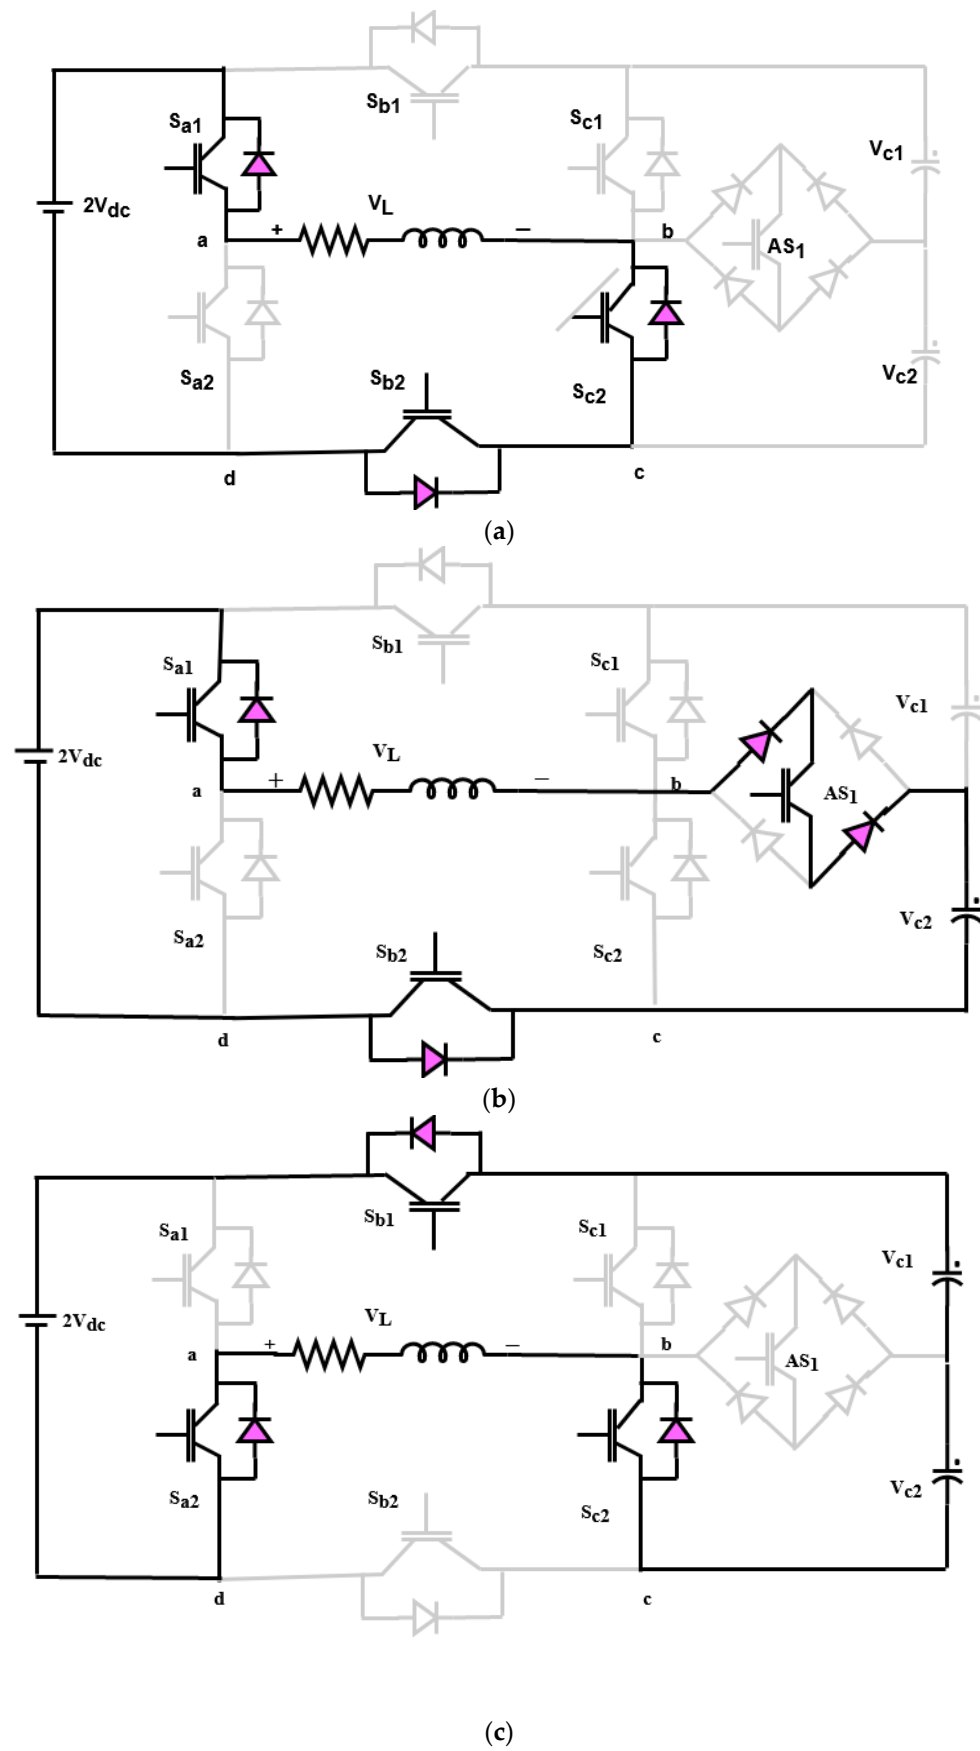 Sb1
Sa1
Sc1
Vc1
2Vdc
VL
a
+
−
b
AS1
Sa2
Sb2
Sc2
Vc2
d
c
(a)
Sb1
Sa1
Sc1
Vc1
2Vdc
VL
a
+
−
b
AS1
Sa2
Sb2
Sc2
Vc2
d
c
(b)
Sb1
Sa1
Sc1
Vc1
2Vdc
VL
a
+
−
b
AS1
Sa2
Sb2
Sc2
Vc2
d
c
(c)